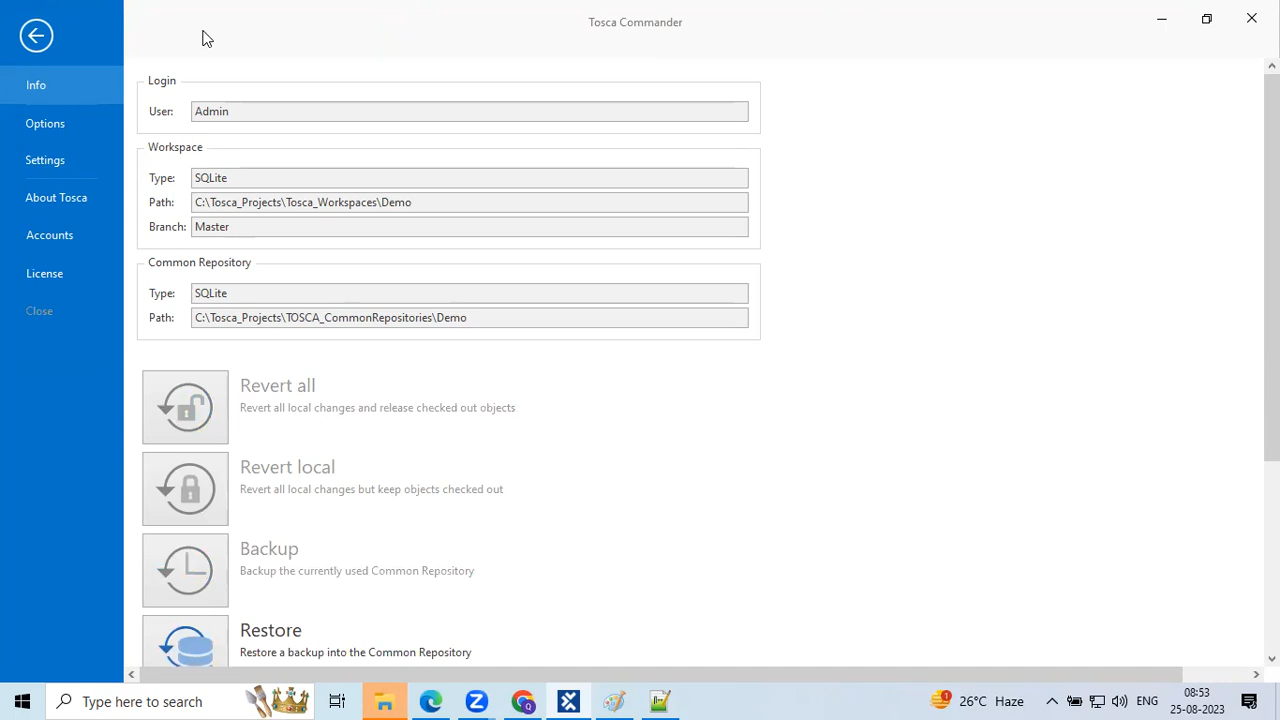 Tosca Commander
Info
Options
Settings
About Tosca
Accounts
License
Close
Login
User: Admin
Workspace
Type: SQLite
Path: C:\Tosca_Projects\Tosca_Workspaces\Demo
Branch: Master
Common Repository
Type: SQLite
Path: C:\Tosca_Projects\TOSCA_CommonRepositories\Demo
Revert all
Revert all local changes and release checked out objects
Revert local
Revert all local changes but keep objects checked out
Backup
Backup the currently used Common Repository
Restore
Restore a backup into the Common Repository
Type here to search
1
26°C Haze
ENG
08:53
25-08-2023